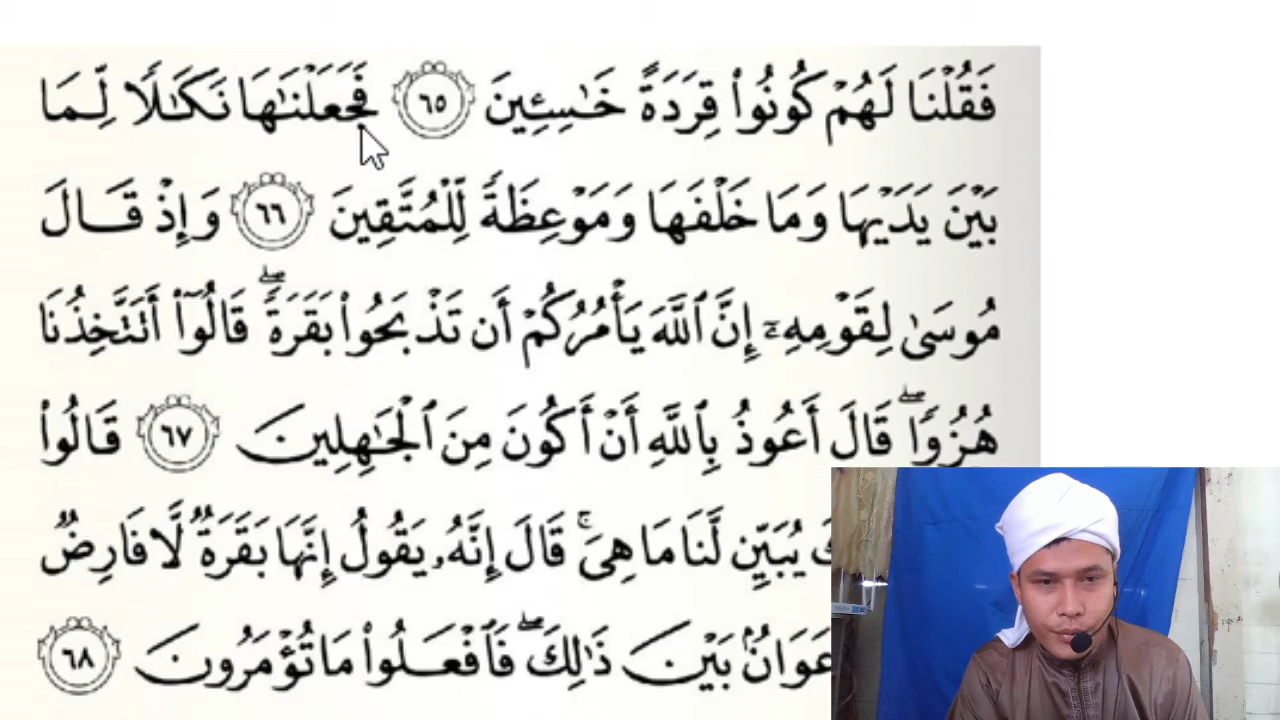 فَقُلْنَا لَهُمْ كُونُوا۟ قِرَدَةً خَـٰسِـِٔينَ ٦٥ فَجَعَلْنَـٰهَا نَكَـٰلًا لِّمَا
بَيْنَ يَدَيْهَا وَمَا خَلْفَهَا وَمَوْعِظَةً لِّلْمُتَّقِينَ ٦٦ وَإِذْ قَالَ
مُوسَىٰ لِقَوْمِهِۦٓ إِنَّ ٱللَّهَ يَأْمُرُكُمْ أَن تَذْبَحُوا۟ بَقَرَةً ۖ قَالُوٓا۟ أَتَتَّخِذُنَا
هُزُوًا ۖ قَالَ أَعُوذُ بِٱللَّهِ أَنْ أَكُونَ مِنَ ٱلْجَـٰهِلِينَ ٦٧ قَالُوا۟
يُبَيِّن لَّنَا مَا هِىَ ۚ قَالَ إِنَّهُۥ يَقُولُ إِنَّهَا بَقَرَةٌ لَّا فَارِضٌ
عَوَانٌۢ بَيْنَ ذَٰلِكَ ۖ فَٱفْعَلُوا۟ مَا تُؤْمَرُونَ ٦٨